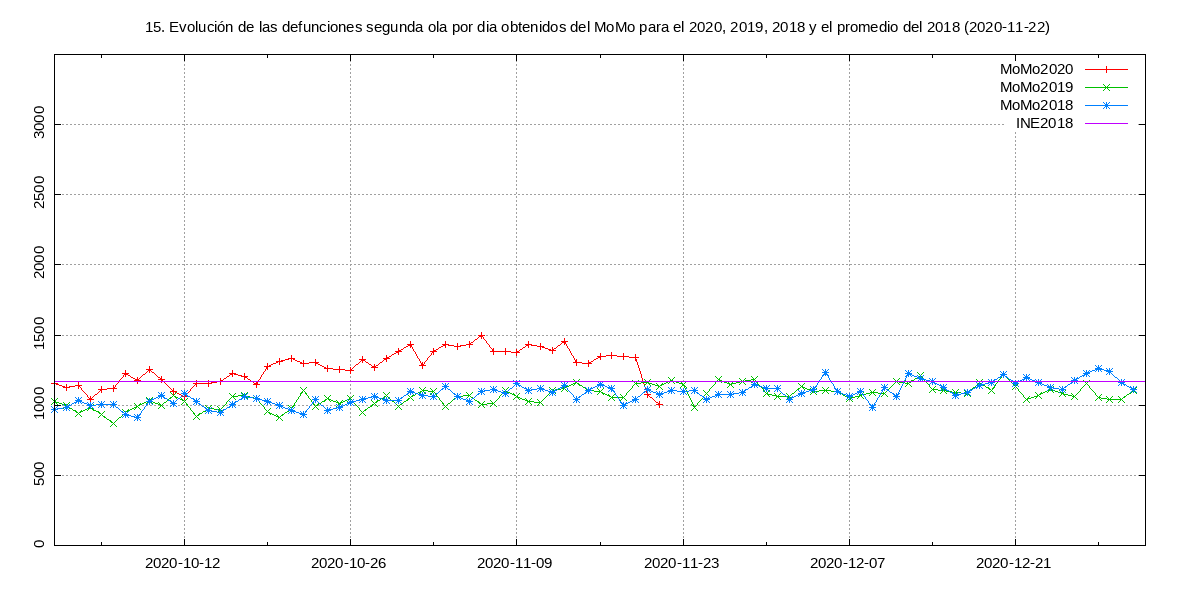 15. Evolución de las defunciones segunda ola por dia obtenidos del MoMo para el 2020, 2019, 2018 y el promedio del 2018 (2020-11-22)
MoMo2020
MoMo2019
MoMo2018
INE2018
3000
2500
2000
1500
1000
500
0
2020-10-12 2020-10-26 2020-11-09 2020-11-23 2020-12-07 2020-12-21